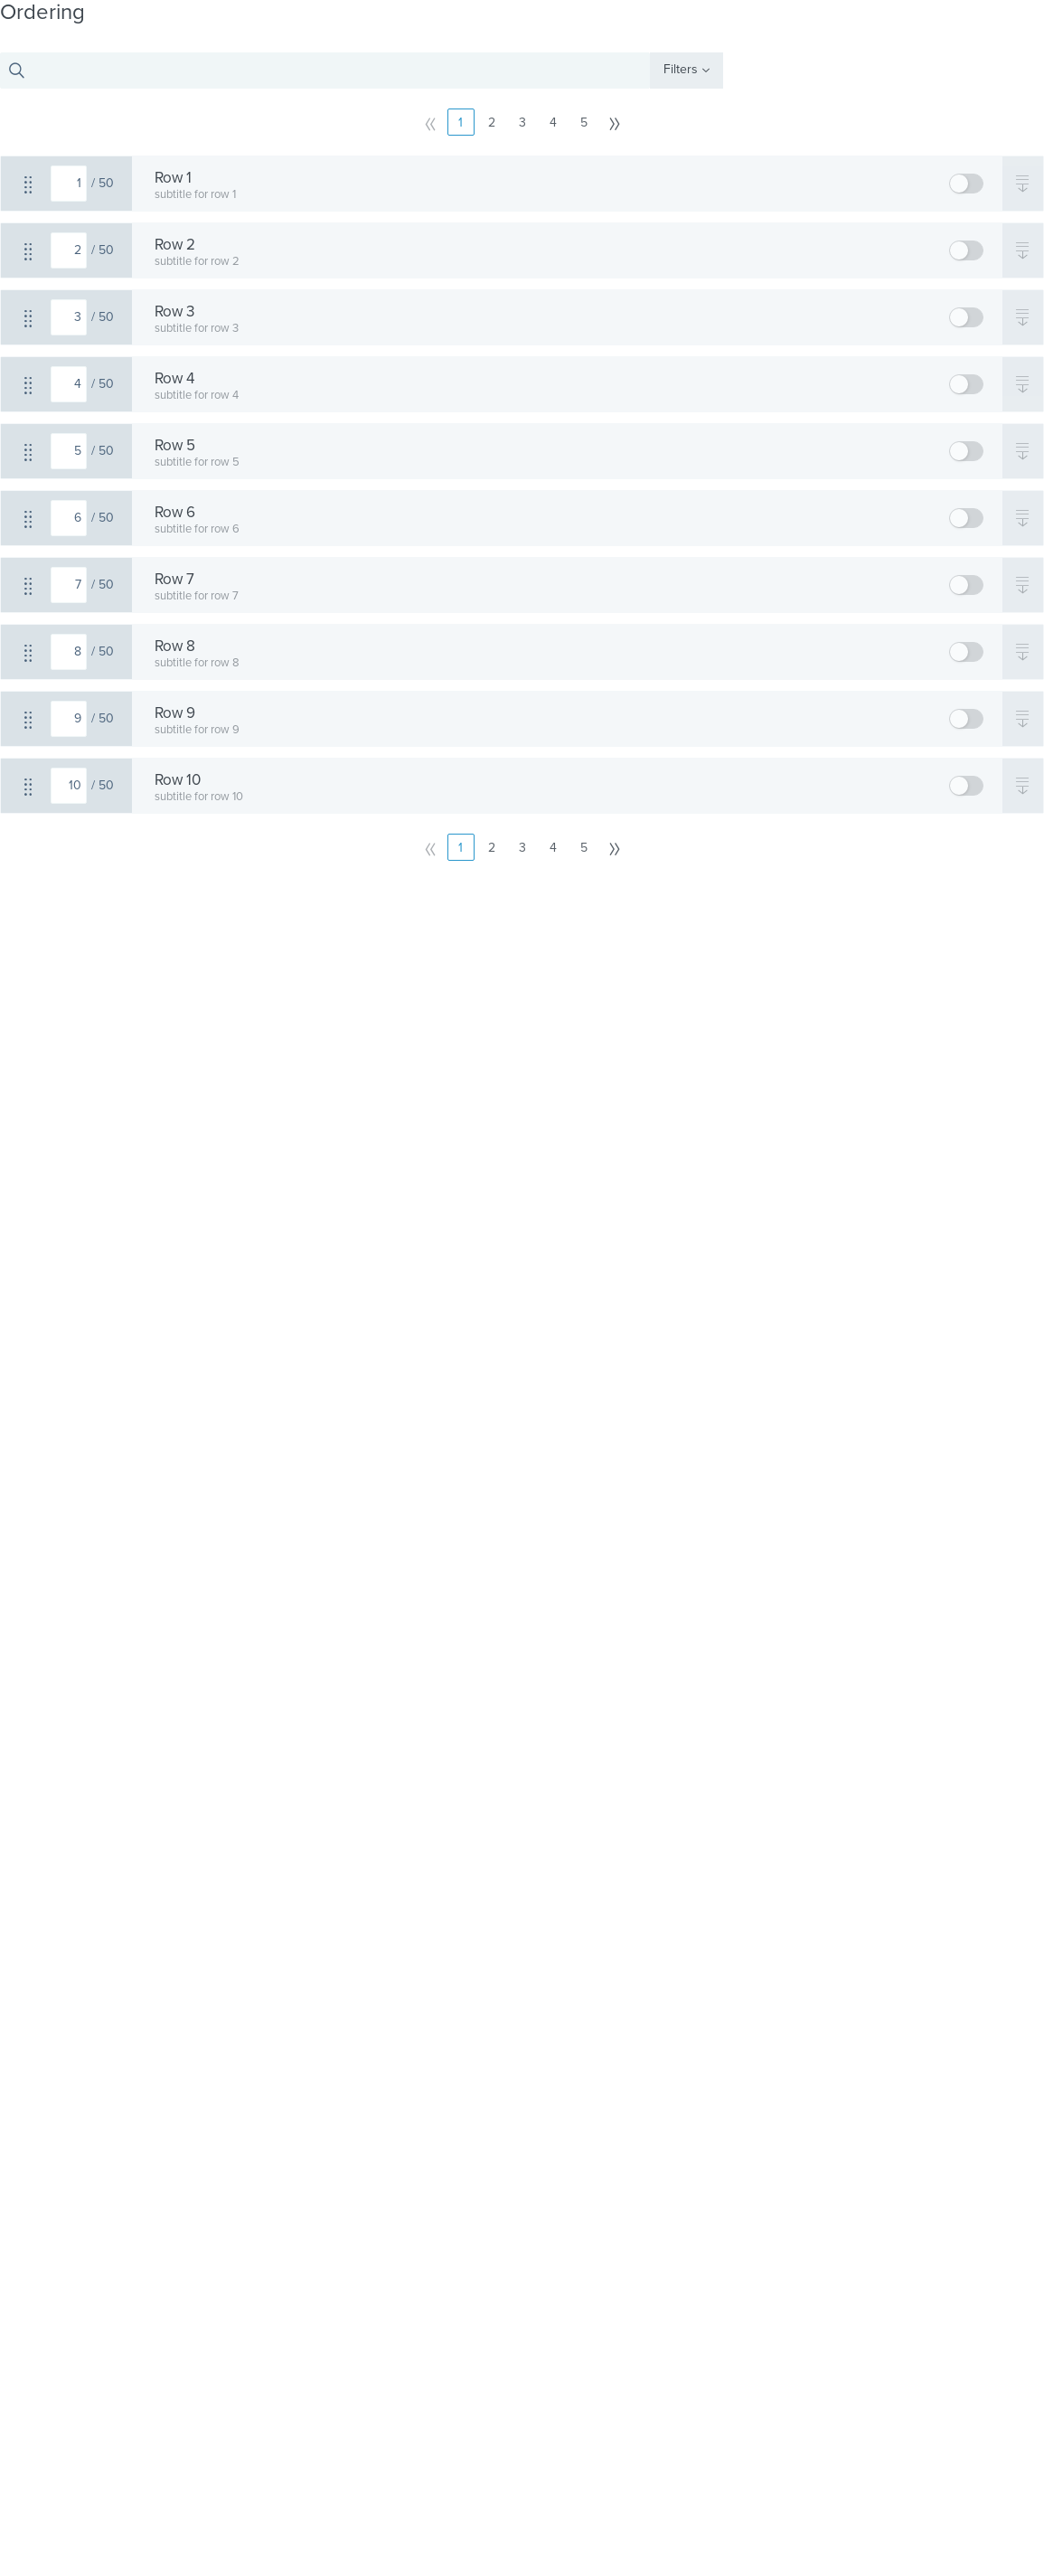 Ordering
Filters
1 2 3 4 5
1 / 50 Row 1
subtitle for row 1
2 / 50 Row 2
subtitle for row 2
3 / 50 Row 3
subtitle for row 3
4 / 50 Row 4
subtitle for row 4
5 / 50 Row 5
subtitle for row 5
6 / 50 Row 6
subtitle for row 6
7 / 50 Row 7
subtitle for row 7
8 / 50 Row 8
subtitle for row 8
9 / 50 Row 9
subtitle for row 9
10 / 50 Row 10
subtitle for row 10
1 2 3 4 5